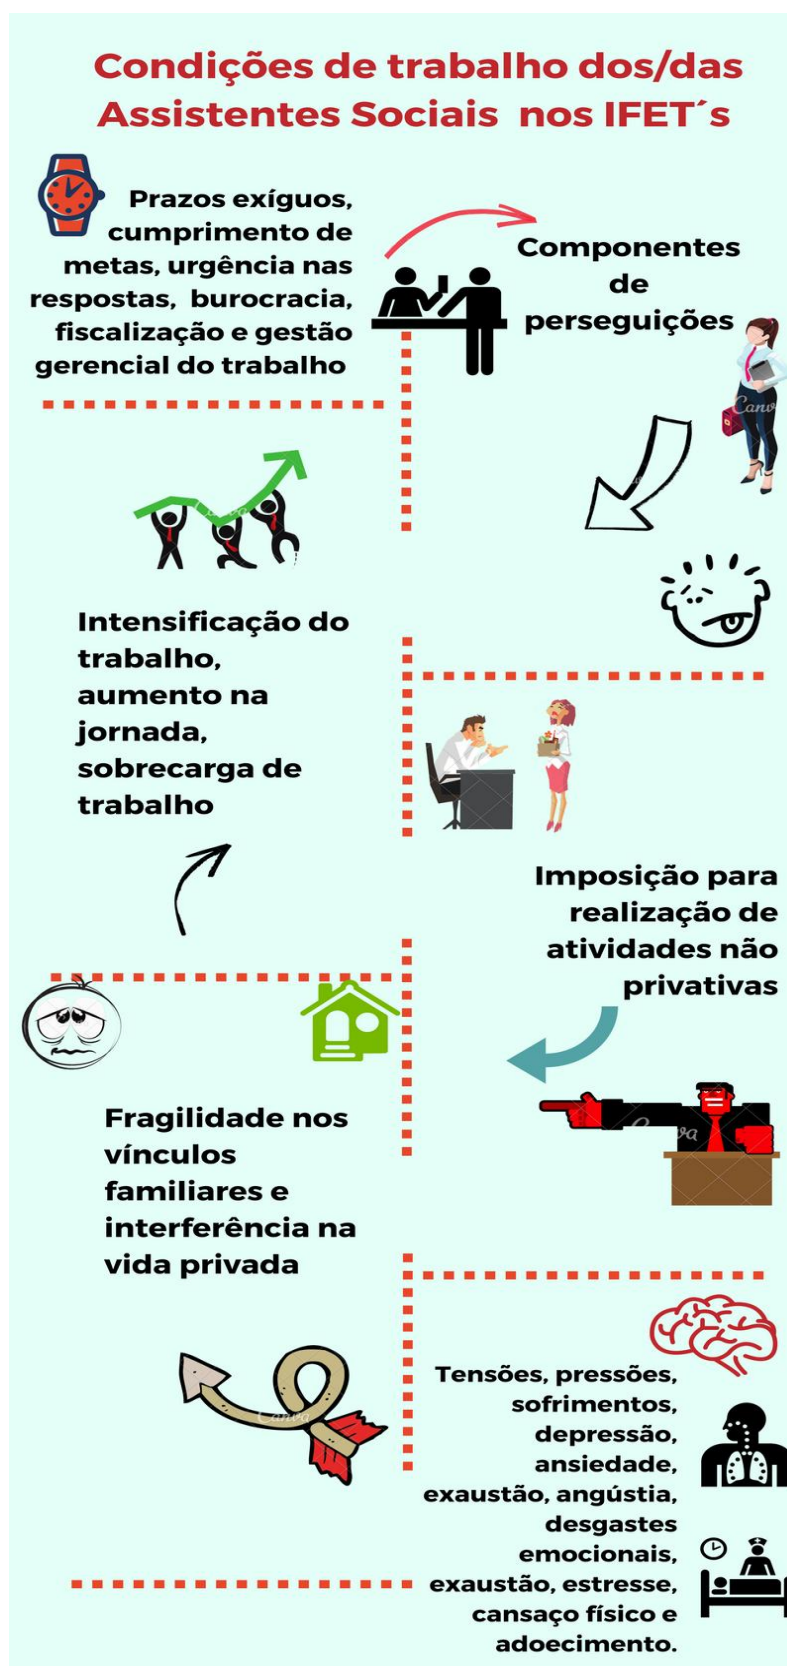 Condições de trabalho dos/das
Assistentes Sociais nos IFET´s
Prazos exíguos,
cumprimento de
metas, urgência nas
respostas, burocracia,
fiscalização e gestão
gerencial do trabalho
Componentes
de
perseguições
Canva
Canva
Intensificação do
trabalho,
aumento na
jornada,
sobrecarga de
trabalho
Imposição para
realização de
atividades não
privativas
Fragilidade nos
vínculos
familiares e
interferência na
vida privada
Canva
Tensões, pressões,
sofrimentos,
depressão,
ansiedade,
exaustão, angústia,
desgastes
emocionais,
exaustão, estresse,
cansaço físico e
adoecimento.